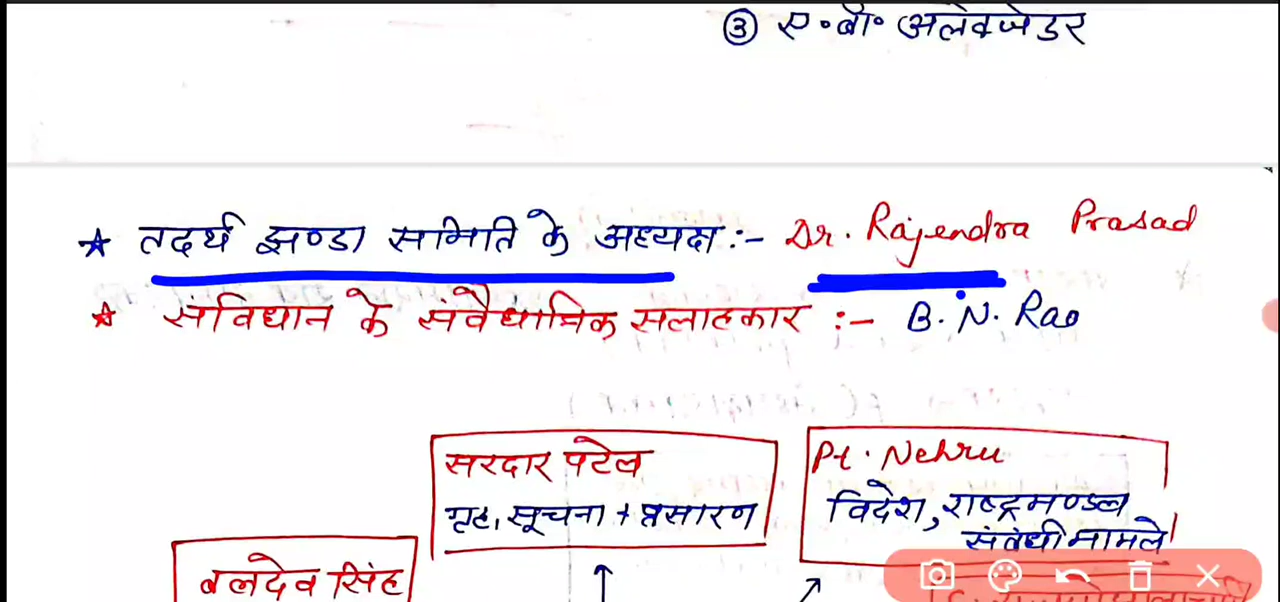 ③ ए॰बी॰ अलेक्जेडर
★ तदर्थ झण्डा समिति के अध्यक्ष :- Dr. Rajendra Prasad
★ संविधान के संवैधानिक सलाहकार :- B. N. Rao
सरदार पटेल
गृह, सूचना + प्रसारण
Pt. Nehru
विदेश, राष्ट्रमण्डल
संबंधी मामले
बलदेव सिंह